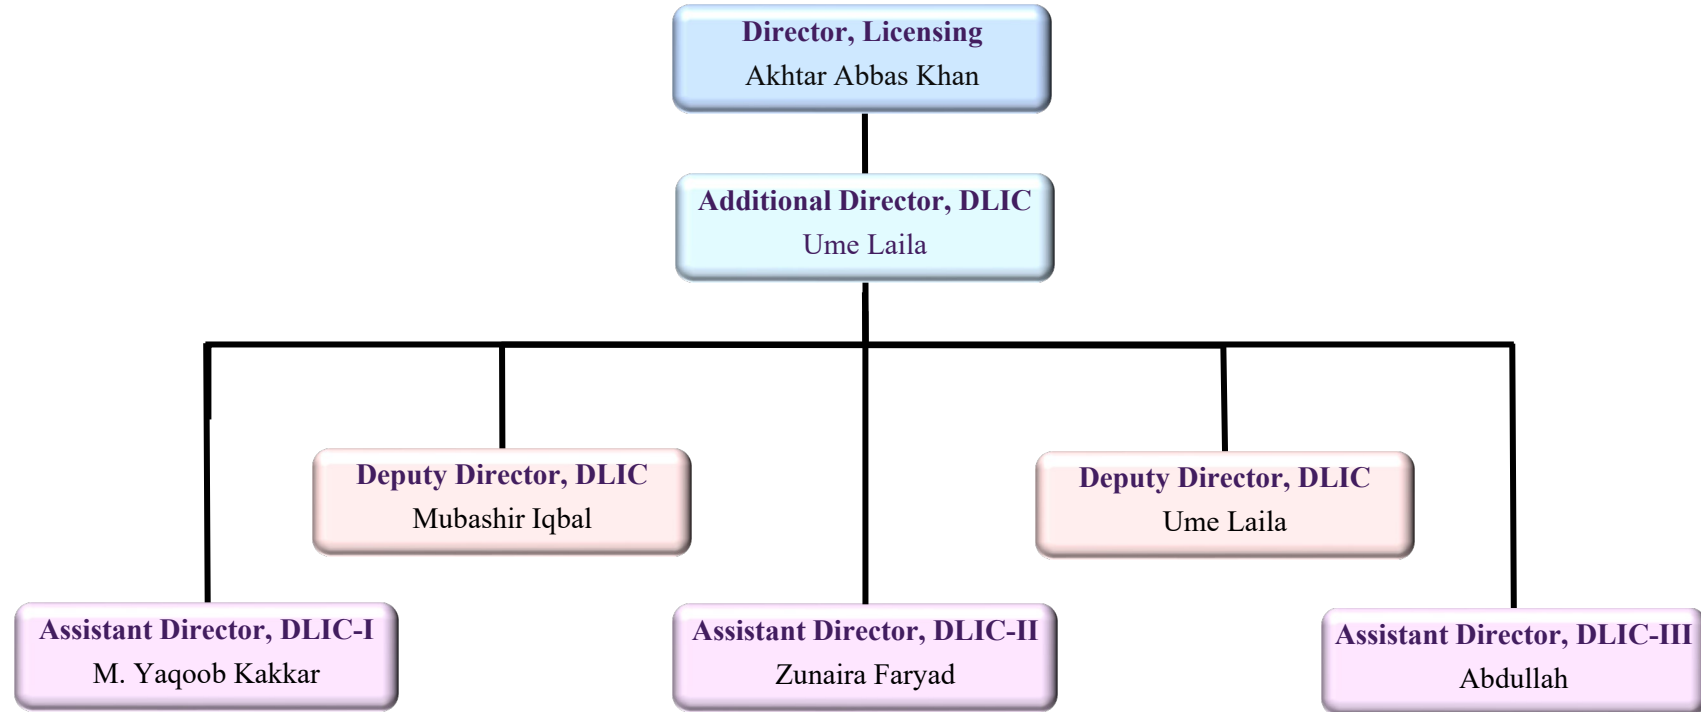 Director, Licensing
Akhtar Abbas Khan
Additional Director, DLIC
Ume Laila
Deputy Director, DLIC
Mubashir Iqbal
Deputy Director, DLIC
Ume Laila
Assistant Director, DLIC-I
M. Yaqoob Kakkar
Assistant Director, DLIC-II
Zunaira Faryad
Assistant Director, DLIC-III
Abdullah